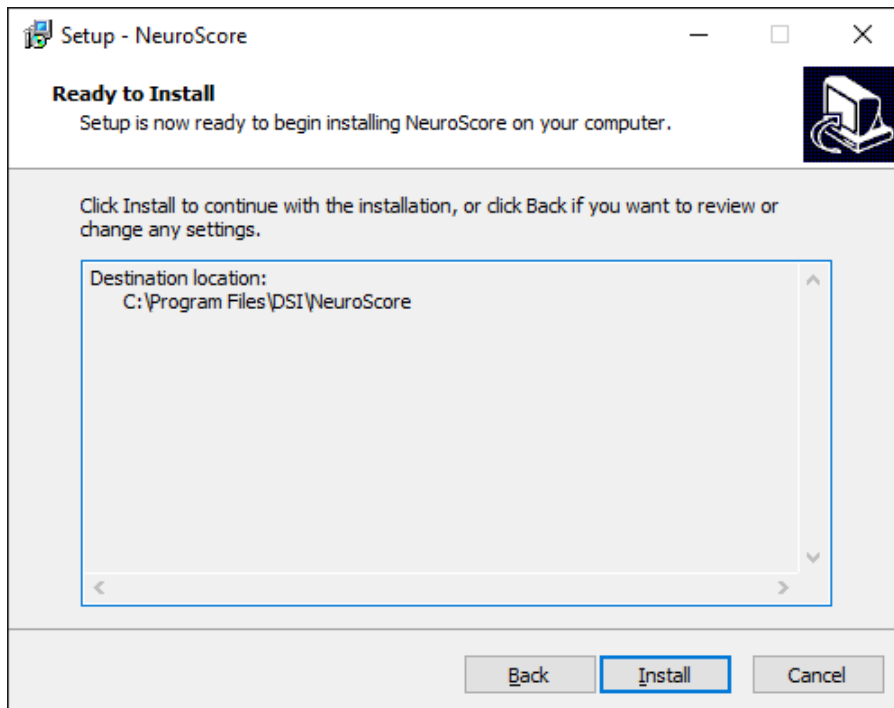 Setup - NeuroScore
Ready to Install
Setup is now ready to begin installing NeuroScore on your computer.
Click Install to continue with the installation, or click Back if you want to review or
change any settings.
Destination location:
C:\Program Files\DSI\NeuroScore
Back Install Cancel